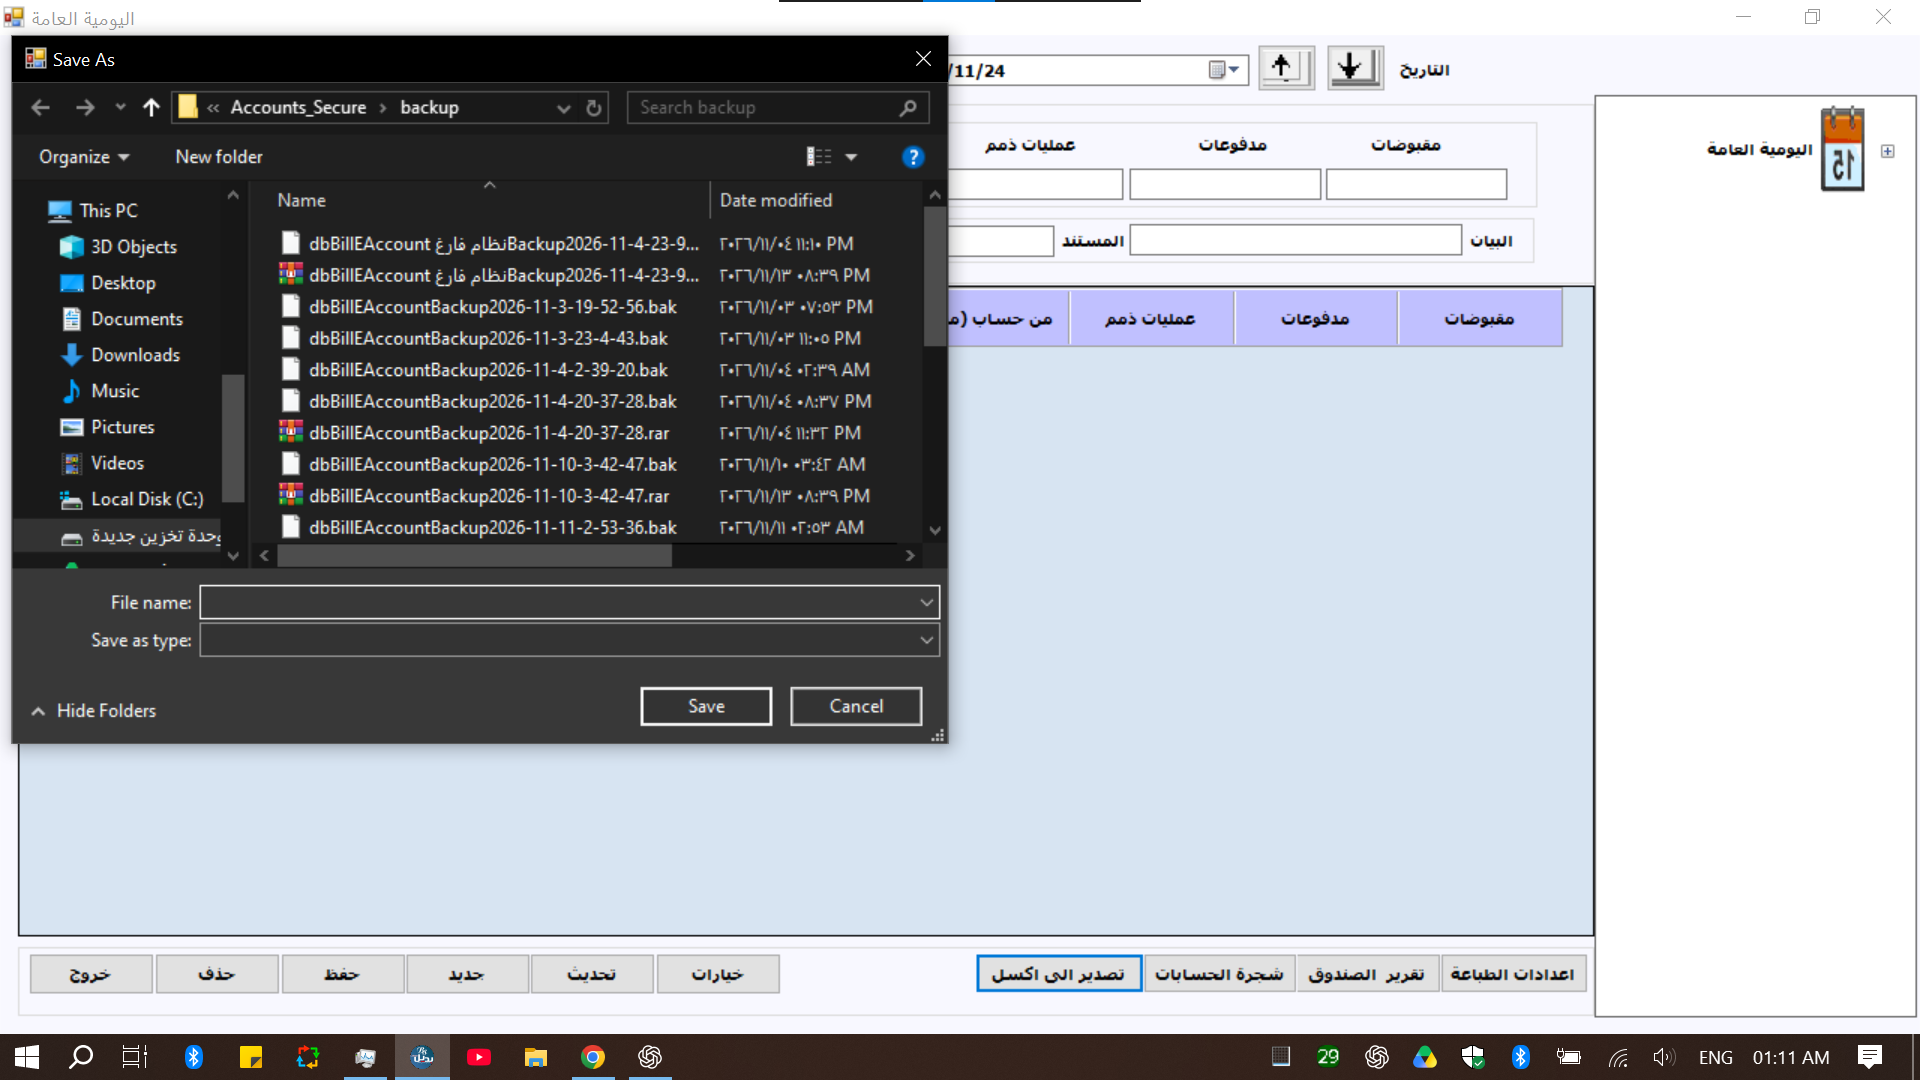 اليومية العامة
Save As
Accounts_Secure
backup
Search backup
Organize
New folder
Name
Date modified
This PC
3D Objects
Desktop
Documents
Downloads
Music
Pictures
Videos
Local Disk (C:)
وحدة تخزين جديدة
dbBillEAccount نظام فارغBackup2026-11-4-23-9... ٢٠٢٦/١١/٠٤ ١١:١٠ PM
dbBillEAccount نظام فارغBackup2026-11-4-23-9... ٢٠٢٦/١١/١٣ ٠٨:٣٩ PM
dbBillEAccountBackup2026-11-3-19-52-56.bak ٢٠٢٦/١١/٠٣ ٠٧:٥٣ PM
dbBillEAccountBackup2026-11-3-23-4-43.bak ٢٠٢٦/١١/٠٣ ١١:٠٥ PM
dbBillEAccountBackup2026-11-4-2-39-20.bak ٢٠٢٦/١١/٠٤ ٠٢:٣٩ AM
dbBillEAccountBackup2026-11-4-20-37-28.bak ٢٠٢٦/١١/٠٤ ٠٨:٣٧ PM
dbBillEAccountBackup2026-11-4-20-37-28.rar ٢٠٢٦/١١/٠٤ ١١:٣٢ PM
dbBillEAccountBackup2026-11-10-3-42-47.bak ٢٠٢٦/١١/١٠ ٠٣:٤٢ AM
dbBillEAccountBackup2026-11-10-3-42-47.rar ٢٠٢٦/١١/١٣ ٠٨:٣٩ PM
dbBillEAccountBackup2026-11-11-2-53-36.bak ٢٠٢٦/١١/١١ ٠٢:٥٣ AM
File name:
Save as type:
Hide Folders
Save
Cancel
التاريخ
/11/24
مقبوضات
مدفوعات
عمليات ذمم
البيان
المستند
مقبوضات
مدفوعات
عمليات ذمم
من حساب (م
اليومية العامة
15
اعدادات الطباعة
تقرير الصندوق
شجرة الحسابات
تصدير الى اكسل
خيارات
تحديث
جديد
حفظ
حذف
خروج
29
ENG
01:11 AM